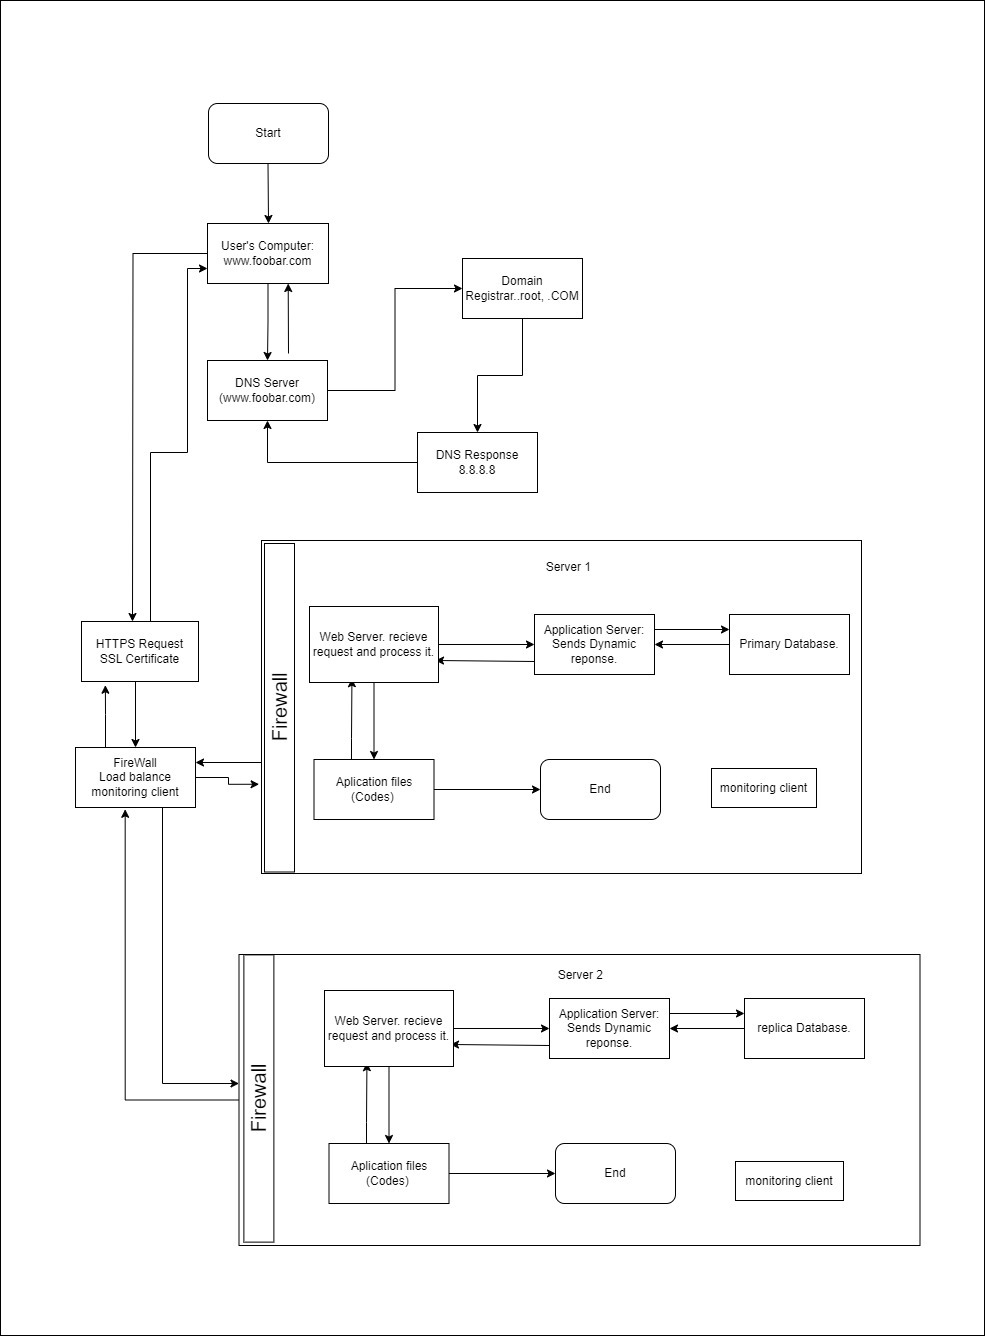 Start
User's Computer:
www.foobar.com
Domain
Registrar..root, .COM
DNS Server
(www.foobar.com)
DNS Response
8.8.8.8
HTTPS Request
SSL Certificate
FireWall
Load balance
monitoring client
Firewall
Server 1
Web Server. recieve
request and process it.
Application Server:
Sends Dynamic
reponse.
Primary Database.
Aplication files
(Codes)
End
monitoring client
Firewall
Server 2
Web Server. recieve
request and process it.
Application Server:
Sends Dynamic
reponse.
replica Database.
Aplication files
(Codes)
End
monitoring client